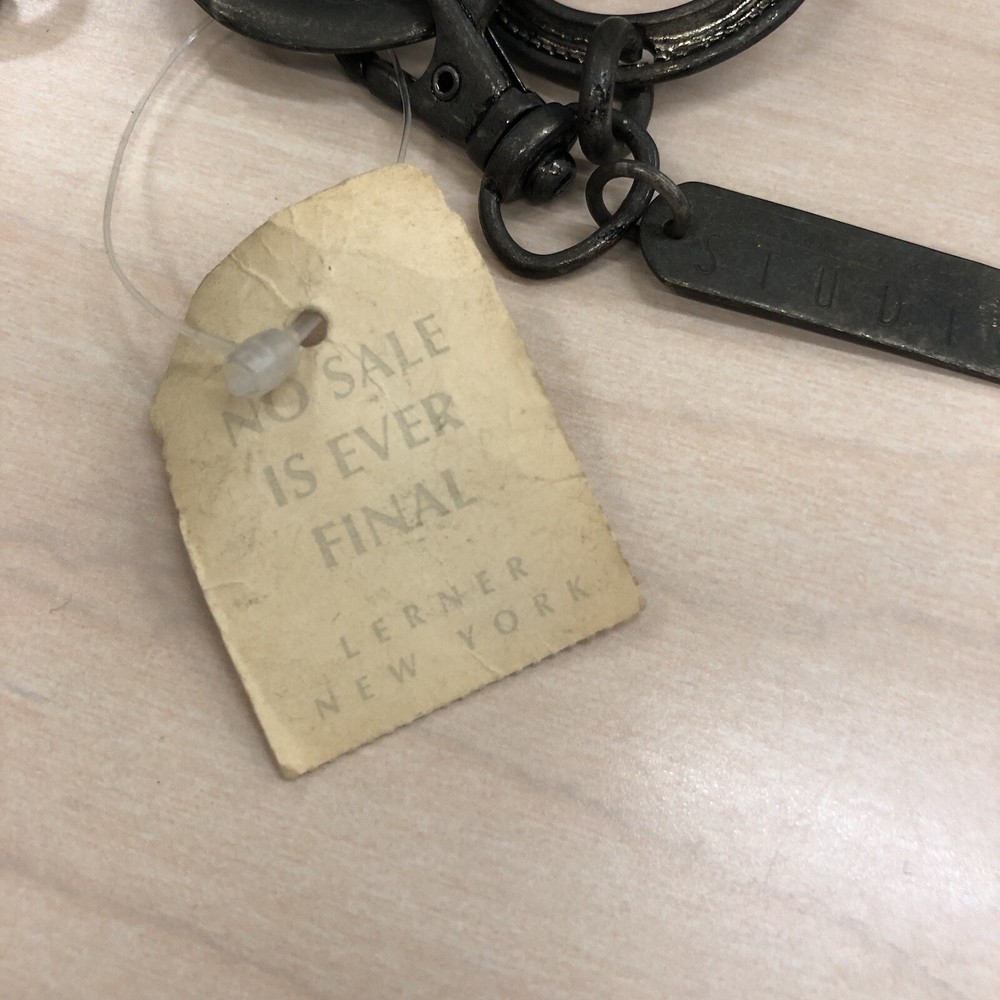 NO SALE
IS EVER
FINAL
LERNER
NEW YORK